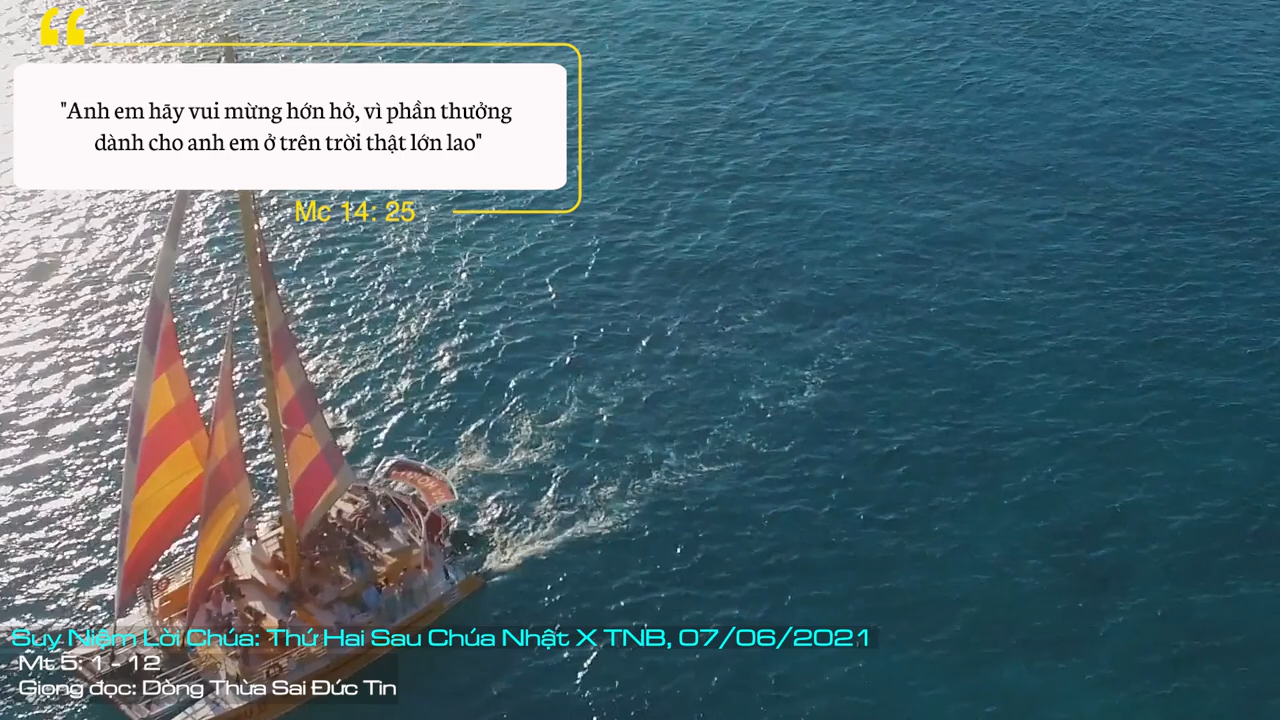 "Anh em hãy vui mừng hớn hở, vì phần thưởng
dành cho anh em ở trên trời thật lớn lao"
Mc 14: 25
Suy Niệm Lời Chúa: Thứ Hai Sau Chúa Nhật X TNB, 07/06/2021
Mt 5: 1 - 12
Giọng đọc: Dòng Thừa Sai Đức Tin